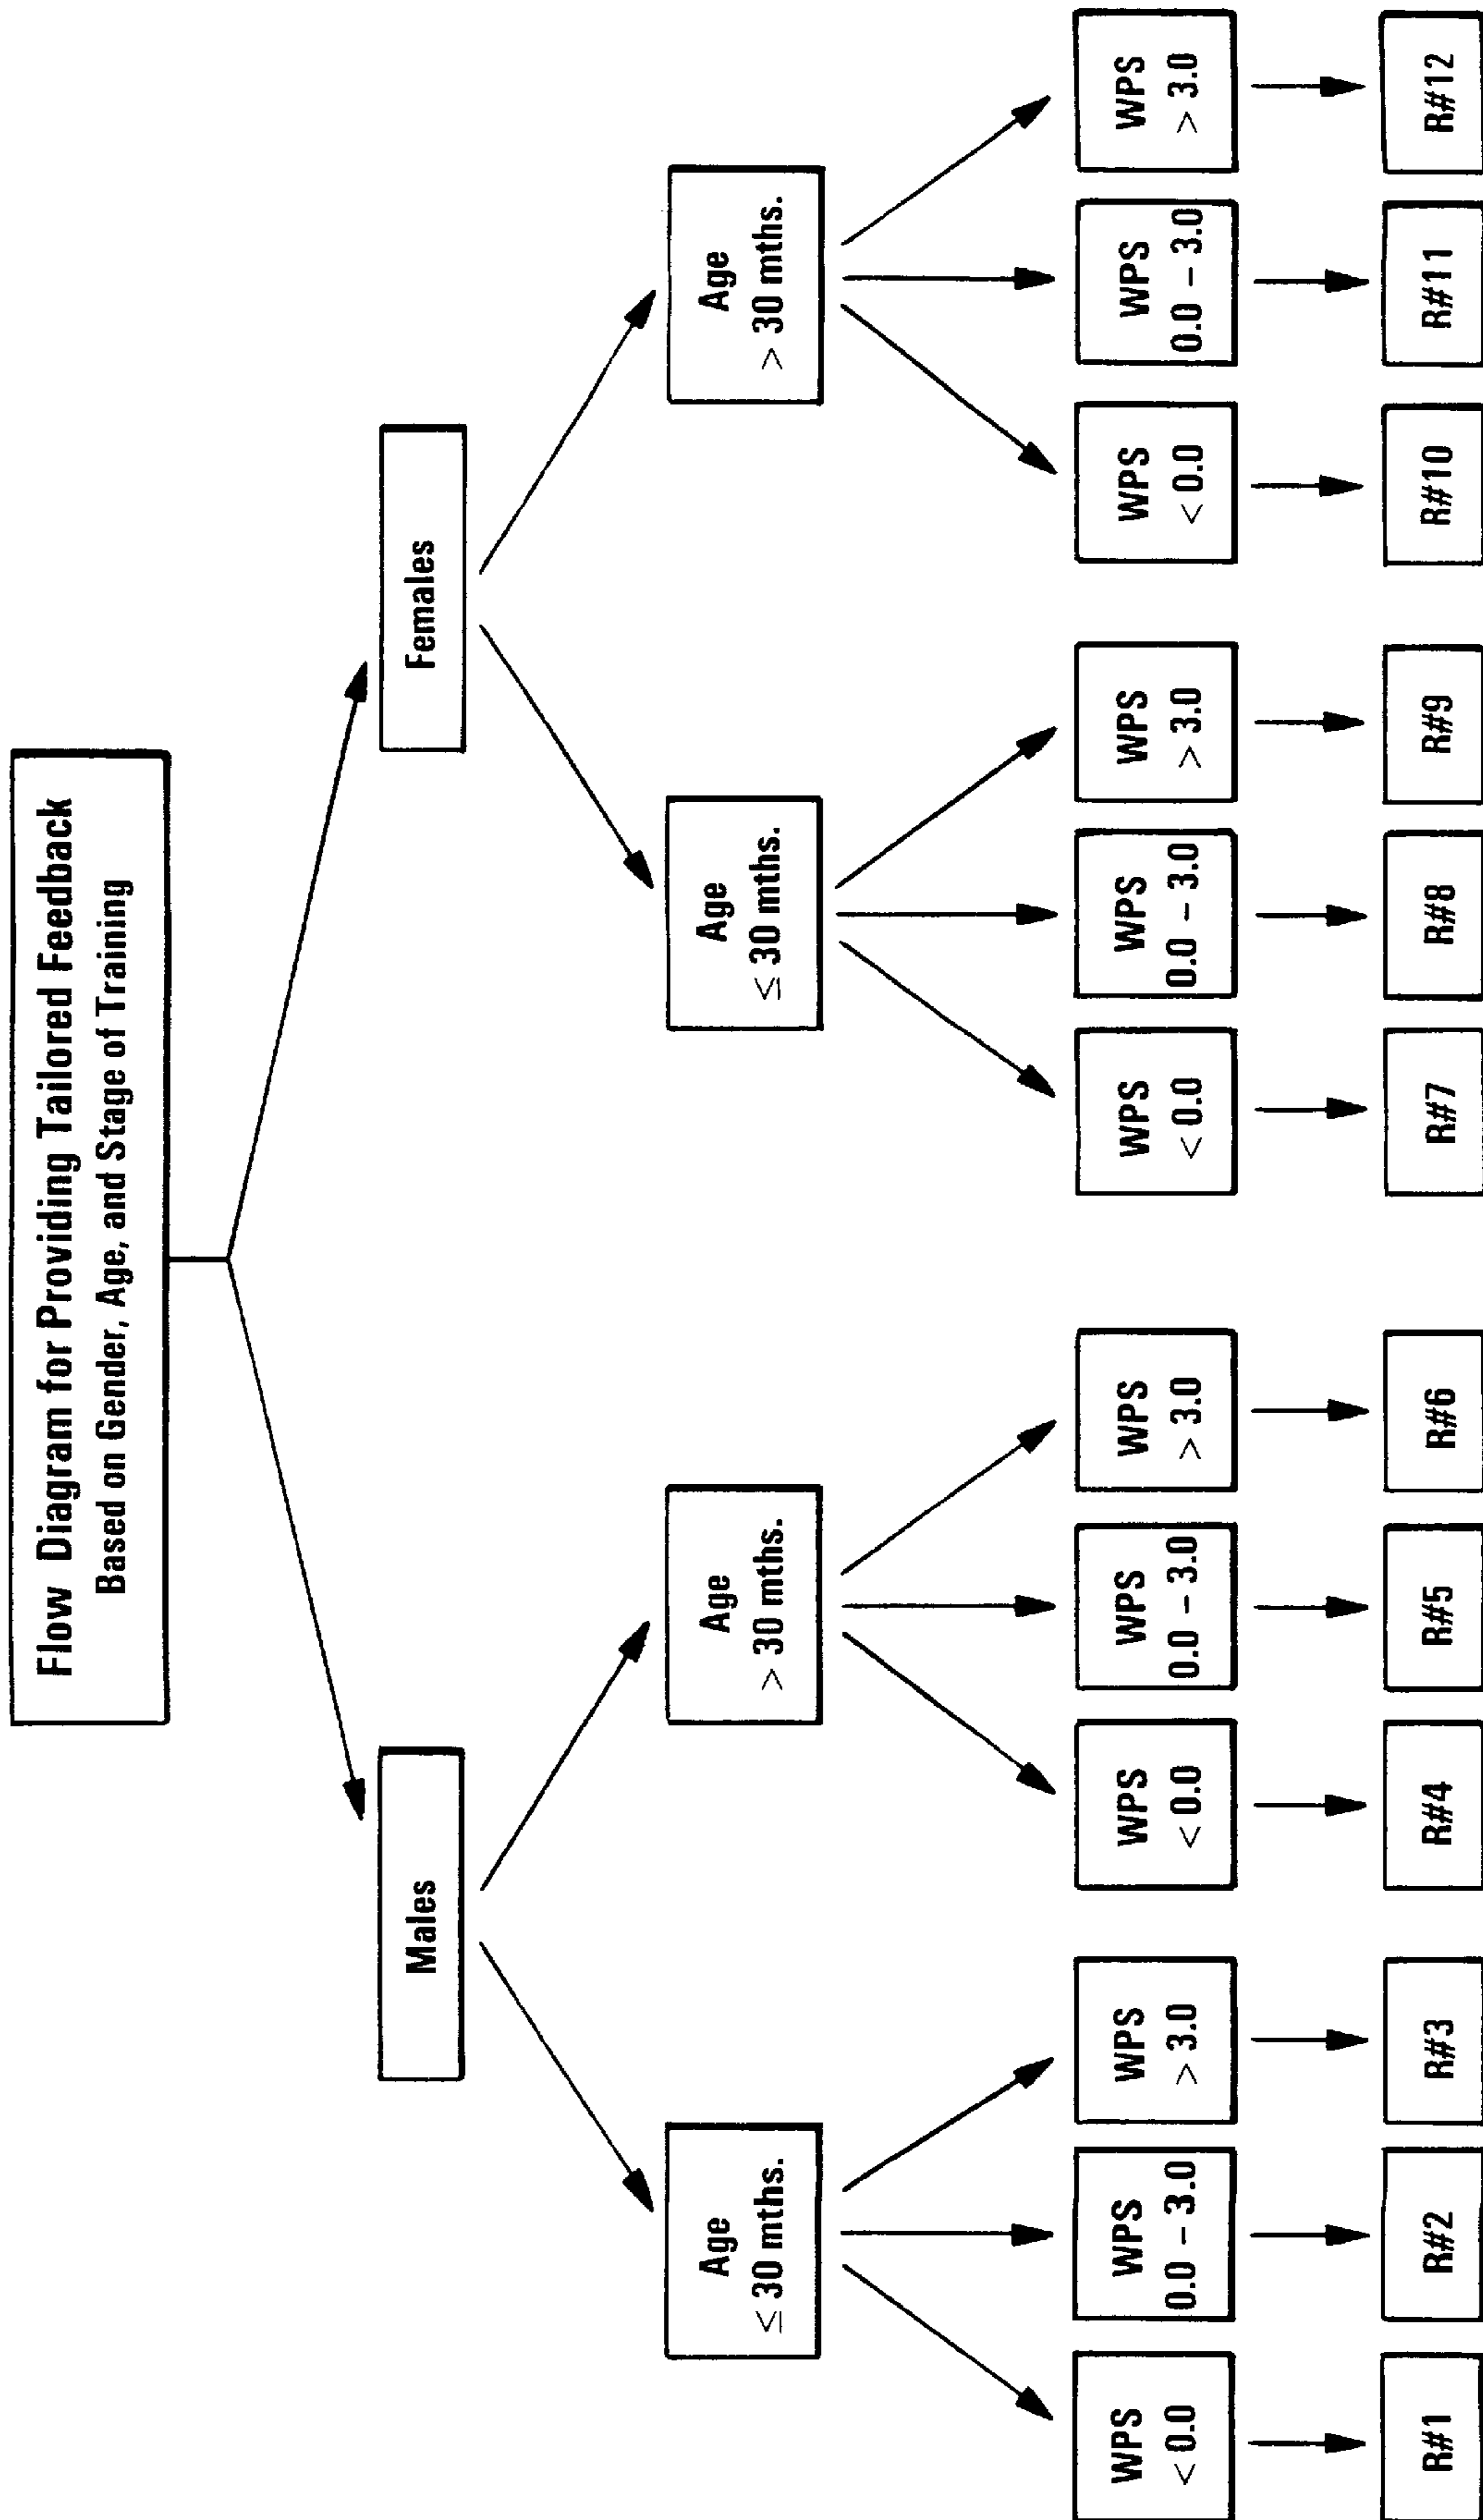 Flow Diagram for Providing Tailored Feedback
Based on Gender, Age, and Stage of Training
Males
Females
Age
≤ 30 mths.
Age
> 30 mths.
Age
≤ 30 mths.
Age
> 30 mths.
WPS
< 0.0
WPS
0.0 – 3.0
WPS
> 3.0
WPS
< 0.0
WPS
0.0 – 3.0
WPS
> 3.0
WPS
< 0.0
WPS
0.0 – 3.0
WPS
> 3.0
WPS
< 0.0
WPS
0.0 – 3.0
WPS
> 3.0
R#1
R#2
R#3
R#4
R#5
R#6
R#7
R#8
R#9
R#10
R#11
R#12